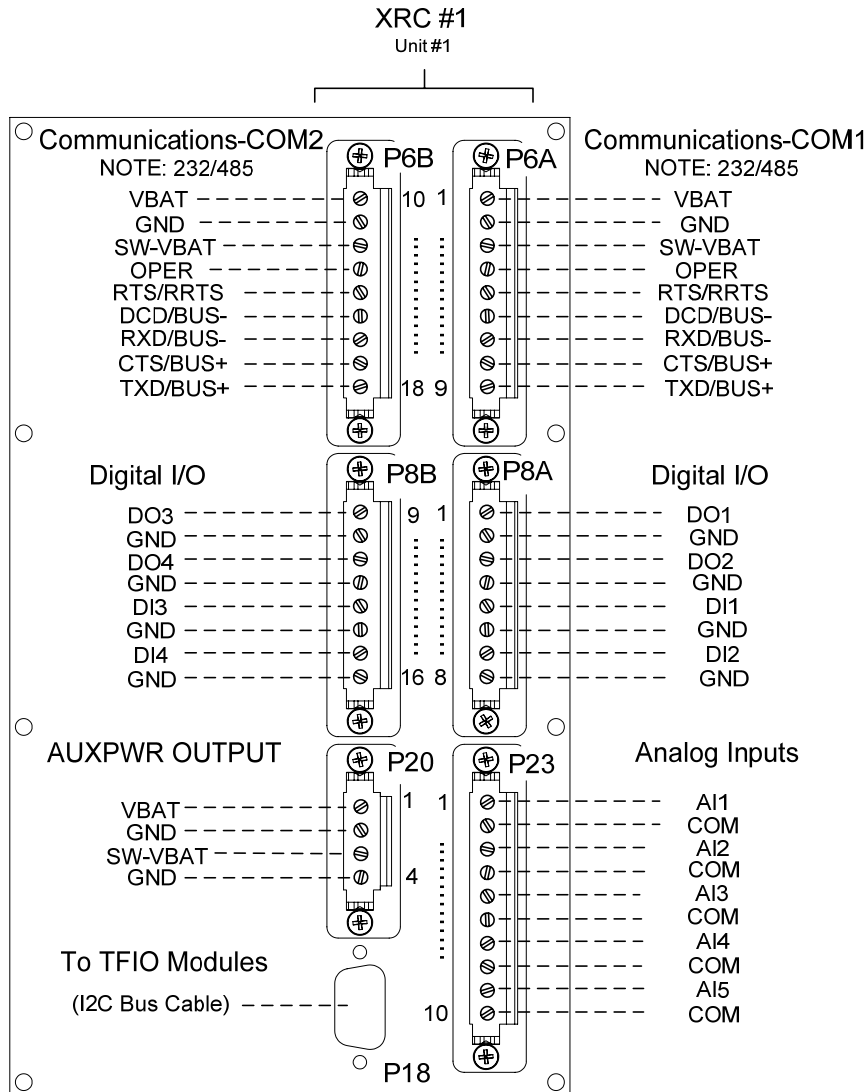 XRC #1
Unit #1
Communications-COM2
NOTE: 232/485
VBAT
GND
SW-VBAT
OPER
RTS/RRTS
DCD/BUS-
RXD/BUS-
CTS/BUS+
TXD/BUS+
P6B
10
18
P6A
1
9
Communications-COM1
NOTE: 232/485
VBAT
GND
SW-VBAT
OPER
RTS/RRTS
DCD/BUS-
RXD/BUS-
CTS/BUS+
TXD/BUS+
Digital I/O
DO3
GND
DO4
GND
DI3
GND
DI4
GND
P8B
9
16
P8A
1
8
Digital I/O
DO1
GND
DO2
GND
DI1
GND
DI2
GND
AUXPWR OUTPUT
VBAT
GND
SW-VBAT
GND
P20
1
4
P23
1
10
Analog Inputs
AI1
COM
AI2
COM
AI3
COM
AI4
COM
AI5
COM
To TFIO Modules
(I2C Bus Cable)
P18